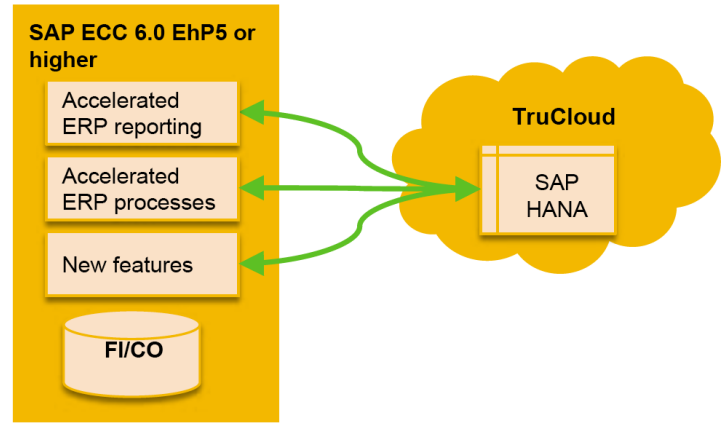 SAP ECC 6.0 EhP5 or
higher
Accelerated
ERP reporting
Accelerated
ERP processes
New features
FI/CO
TruCloud
SAP
HANA